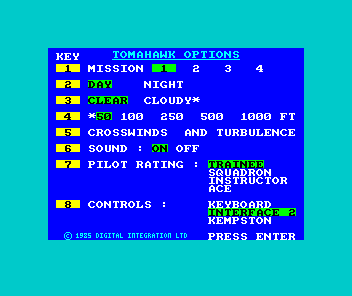 KEY TOMAHAWK OPTIONS
1 MISSION 1 2 3 4
2 DAY NIGHT
3 CLEAR CLOUDY*
4 *50 100 250 500 1000 FT
5 CROSSWINDS AND TURBULENCE
6 SOUND : ON OFF
7 PILOT RATING : TRAINEE
SQUADRON
INSTRUCTOR
ACE
8 CONTROLS : KEYBOARD
INTERFACE 2
KEMPSTON
© 1985 DIGITAL INTEGRATION LTD PRESS ENTER